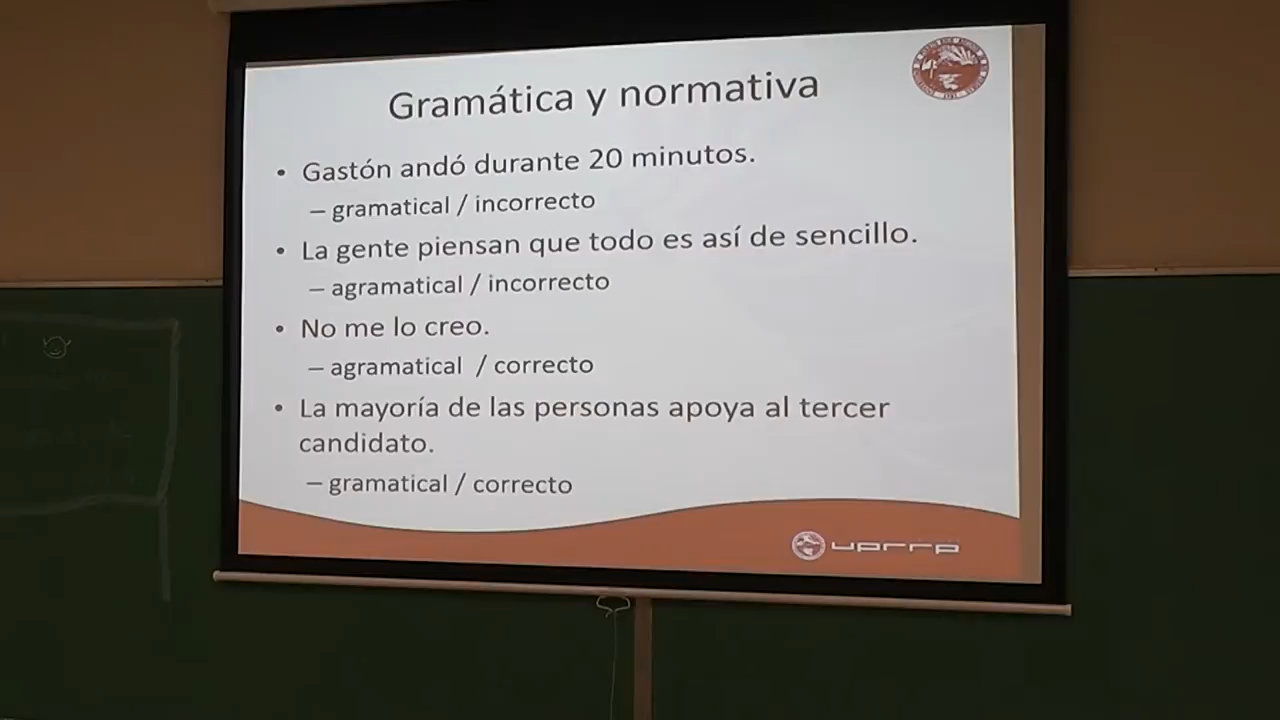 Gramática y normativa
• Gastón andó durante 20 minutos.
– gramatical / incorrecto
• La gente piensan que todo es así de sencillo.
– agramatical / incorrecto
• No me lo creo.
– agramatical / correcto
• La mayoría de las personas apoya al tercer
candidato.
– gramatical / correcto
uprrp